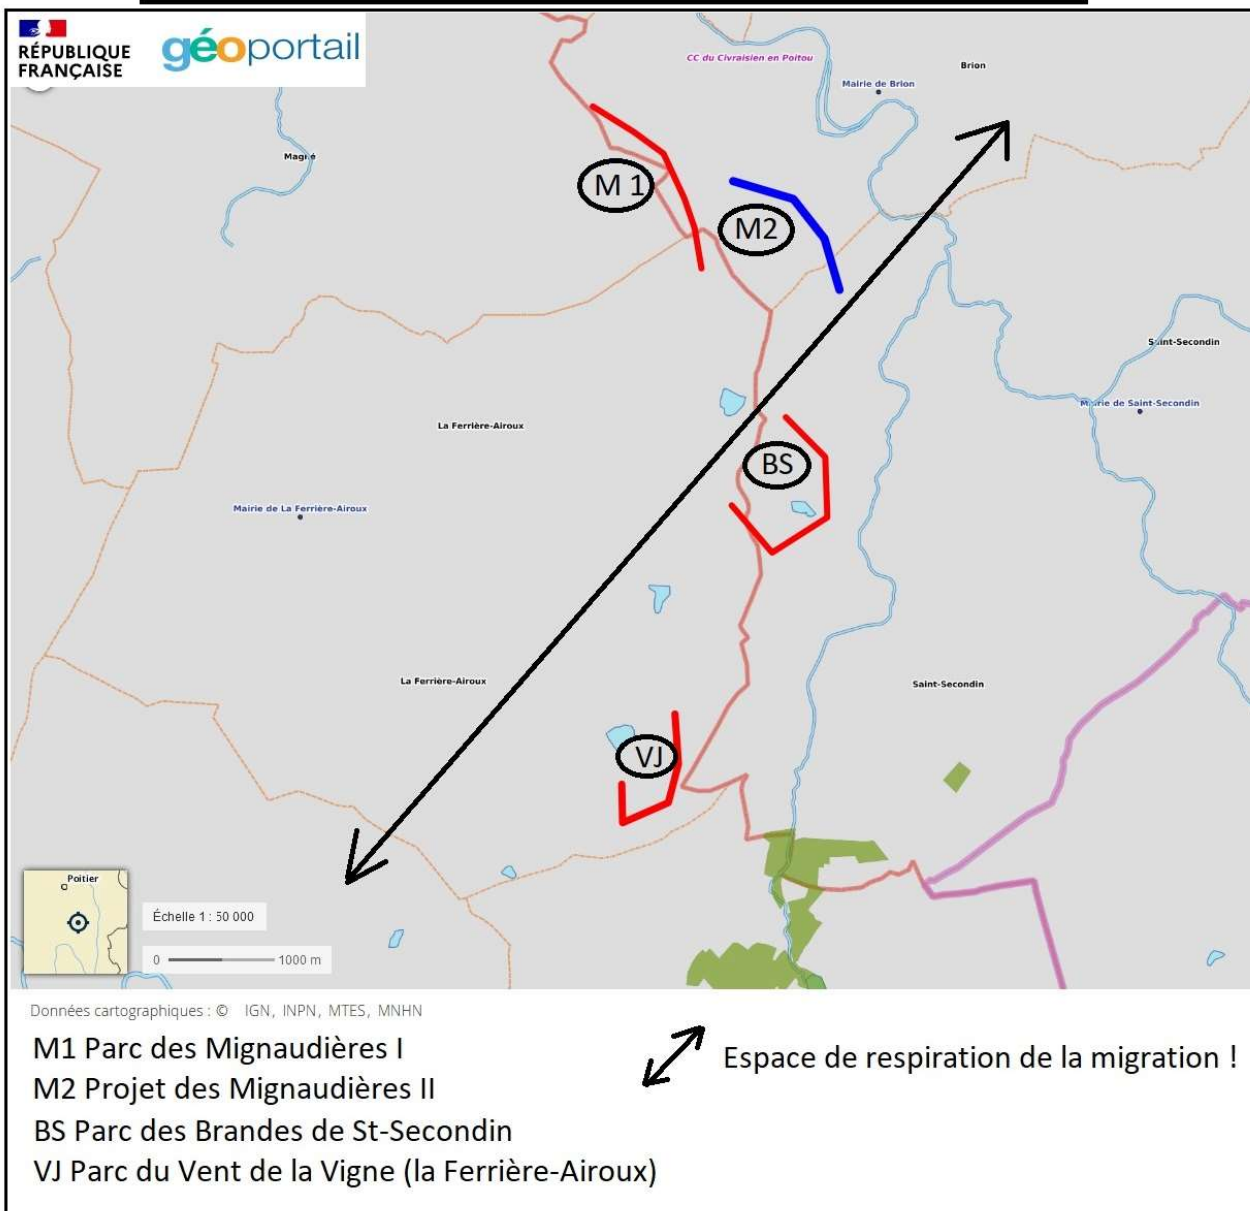 RÉPUBLIQUE
FRANÇAISE
géoportail
CC du Civraisien en Poitou
Brion
Mairie de Brion
Magné
M 1
M2
Saint-Secondin
La Ferrière-Airoux
Mairie de Saint-Secondin
BS
Mairie de La Ferrière-Airoux
La Ferrière-Airoux
Saint-Secondin
VJ
Poitier
Échelle 1 : 50 000
0 1000 m
Données cartographiques : © IGN, INPN, MTES, MNHN
M1 Parc des Mignaudières I
M2 Projet des Mignaudières II
BS Parc des Brandes de St-Secondin
VJ Parc du Vent de la Vigne (la Ferrière-Airoux)
Espace de respiration de la migration !